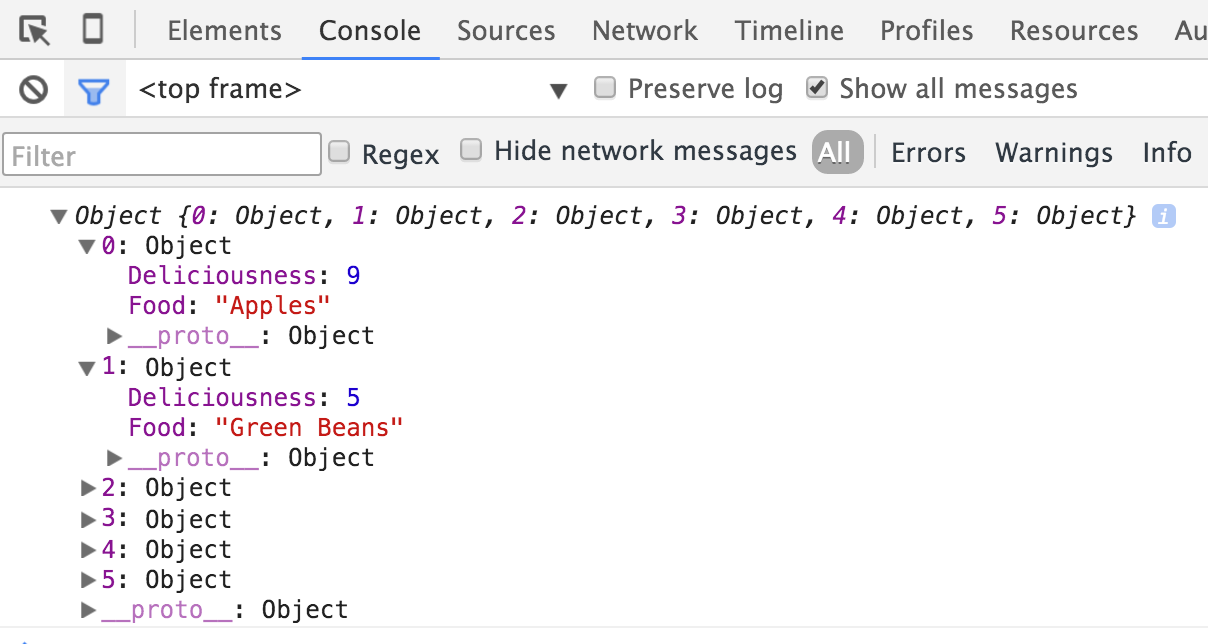 Elements Console Sources Network Timeline Profiles Resources Au
<top frame> ▼ Preserve log Show all messages
Filter Regex Hide network messages All Errors Warnings Info
▼Object {0: Object, 1: Object, 2: Object, 3: Object, 4: Object, 5: Object} i
▼0: Object
Deliciousness: 9
Food: "Apples"
▶__proto__: Object
▼1: Object
Deliciousness: 5
Food: "Green Beans"
▶__proto__: Object
▶2: Object
▶3: Object
▶4: Object
▶5: Object
▶__proto__: Object